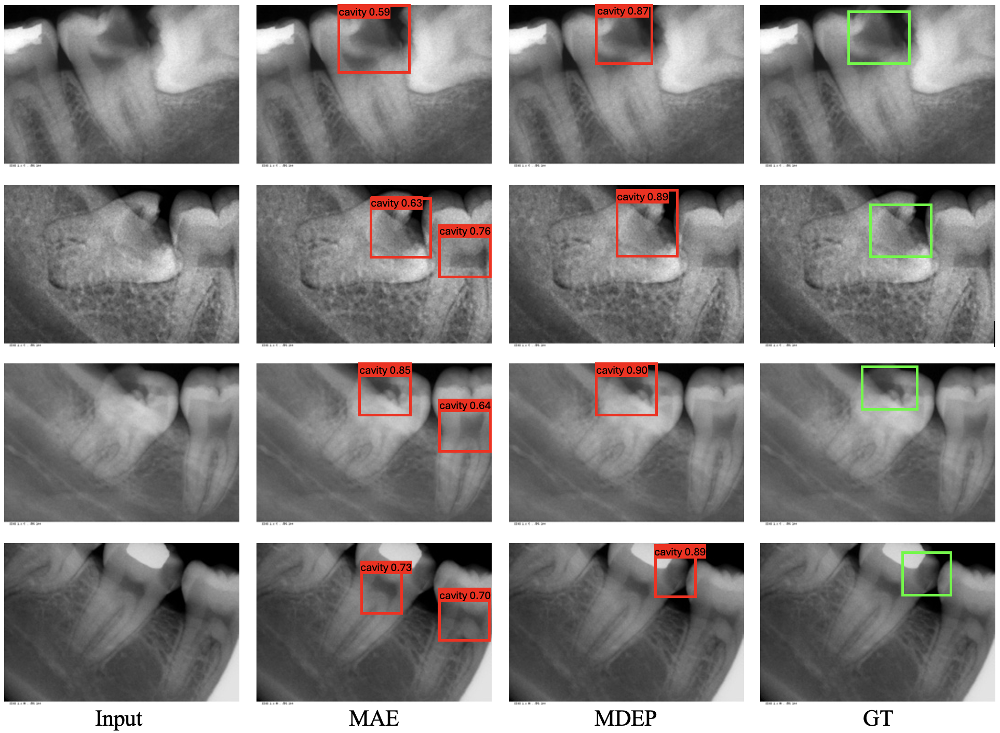 cavity 0.59
cavity 0.87
cavity 0.63
cavity 0.89
cavity 0.76
cavity 0.85
cavity 0.90
cavity 0.64
cavity 0.89
cavity 0.73
cavity 0.70
Input
MAE
MDEP
GT